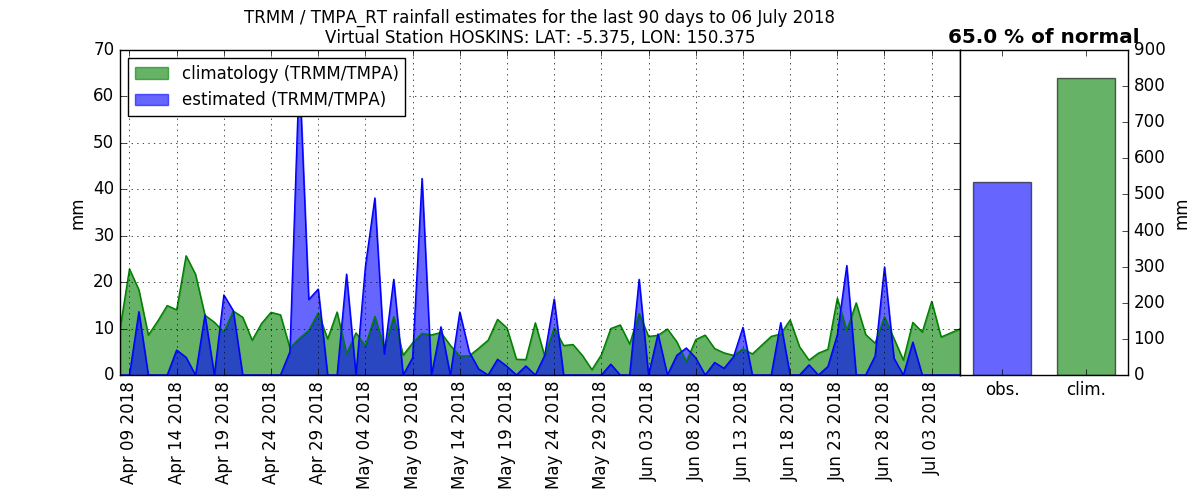 TRMM / TMPA_RT rainfall estimates for the last 90 days to 06 July 2018
Virtual Station HOSKINS: LAT: -5.375, LON: 150.375
65.0 % of normal
climatology (TRMM/TMPA)
estimated (TRMM/TMPA)
mm
70
60
50
40
30
20
10
0
Apr 09 2018
Apr 14 2018
Apr 19 2018
Apr 24 2018
Apr 29 2018
May 04 2018
May 09 2018
May 14 2018
May 19 2018
May 24 2018
May 29 2018
Jun 03 2018
Jun 08 2018
Jun 13 2018
Jun 18 2018
Jun 23 2018
Jun 28 2018
Jul 03 2018
obs.
clim.
900
800
700
600
500
400
300
200
100
0
mm